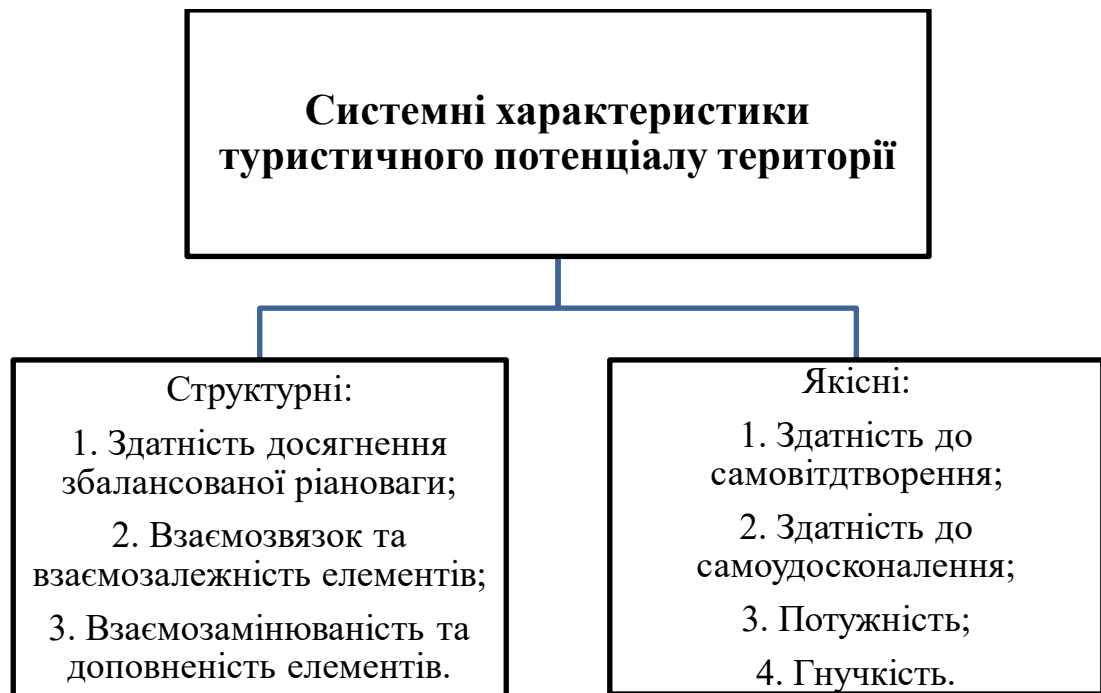 Системні характеристики
туристичного потенціалу території
Структурні:
1. Здатність досягнення
збалансованої ріановаги;
2. Взаємозвязок та
взаємозалежність елементів;
3. Взаємозамінюваність та
доповненість елементів.
Якісні:
1. Здатність до
самовітдтворення;
2. Здатність до
самоудосконалення;
3. Потужність;
4. Гнучкість.